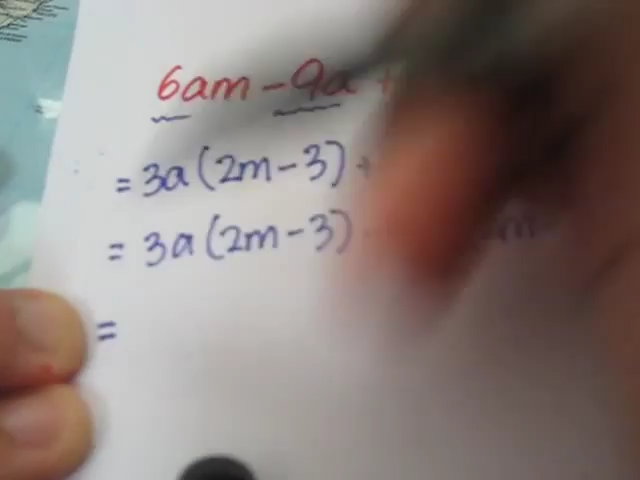 6am - 9a +
= 3a(2m - 3) +
= 3a(2m - 3)
=